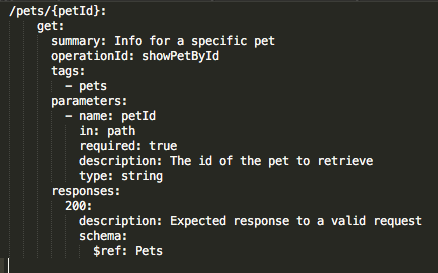 /pets/{petId}:
    get:
      summary: Info for a specific pet
      operationId: showPetById
      tags:
        - pets
      parameters:
        - name: petId
          in: path
          required: true
          description: The id of the pet to retrieve
          type: string
      responses:
        200:
          description: Expected response to a valid request
          schema:
            $ref: Pets